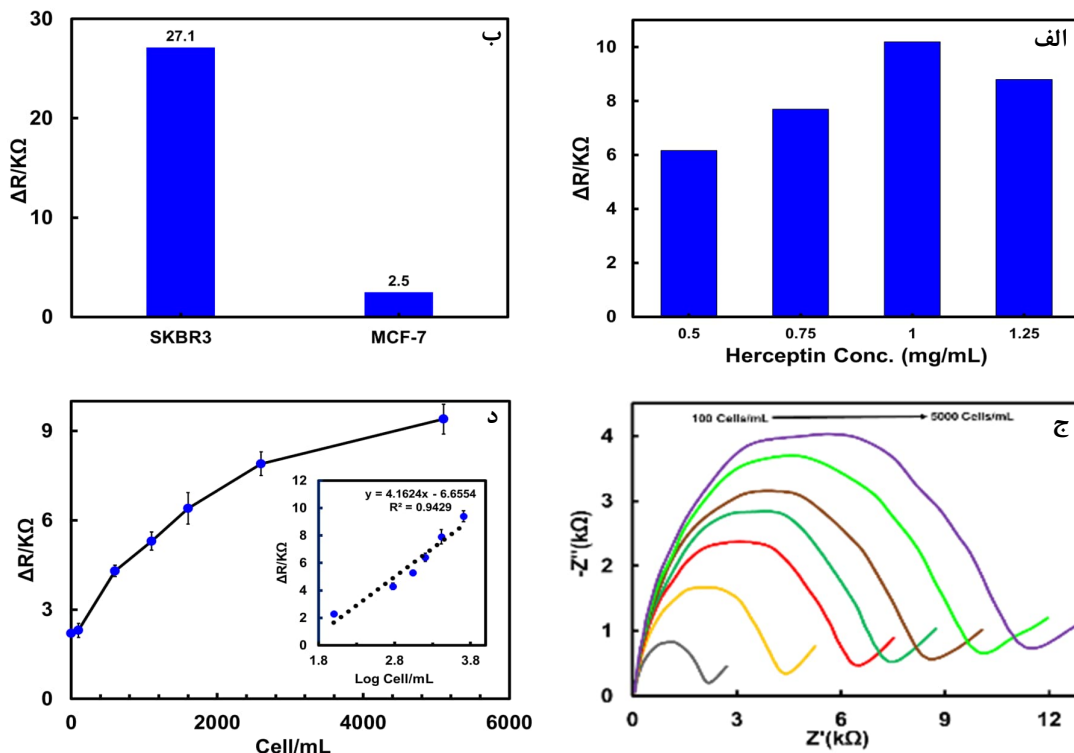 ب
30
20
10
0
27.1
2.5
ΔR/KΩ
SKBR3 MCF-7
الف
10
8
6
4
2
0
ΔR/KΩ
0.5 0.75 1 1.25
Herceptin Conc. (mg/mL)
د
9
6
3
0
ΔR/KΩ
0 2000 4000 6000
Cell/mL
y = 4.1624x - 6.6554
R² = 0.9429
12
10
8
6
4
2
0
ΔR/KΩ
1.8 2.8 3.8
Log Cell/mL
ج
100 Cells/mL 5000 Cells/mL
4
3
2
1
0
-Z''(kΩ)
0 3 6 9 12
Z'(kΩ)